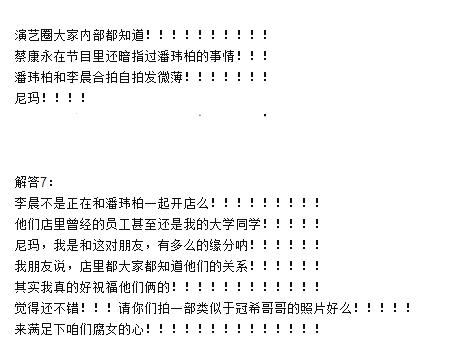 演艺圈大家内部都知道！！！！！！！！！！
蔡康永在节目里还暗指过潘玮柏的事情！！！
潘玮柏和李晨合拍自拍发微薄！！！！！！！
尼玛！！！！
解答7：
李晨不是正在和潘玮柏一起开店么！！！！！！！！！
他们店里曾经的员工甚至还是我的大学同学！！！！！
尼玛，我是和这对朋友，有多么的缘分呐！！！！！！
我朋友说，店里都大家都知道他们的关系！！！！！！
其实我真的好祝福他们俩的！！！！！！！！！！！！
觉得还不错！！！请你们拍一部类似于冠希哥哥的照片好么！！！！！
来满足下咱们腐女的心！！！！！！！！！！！！！！